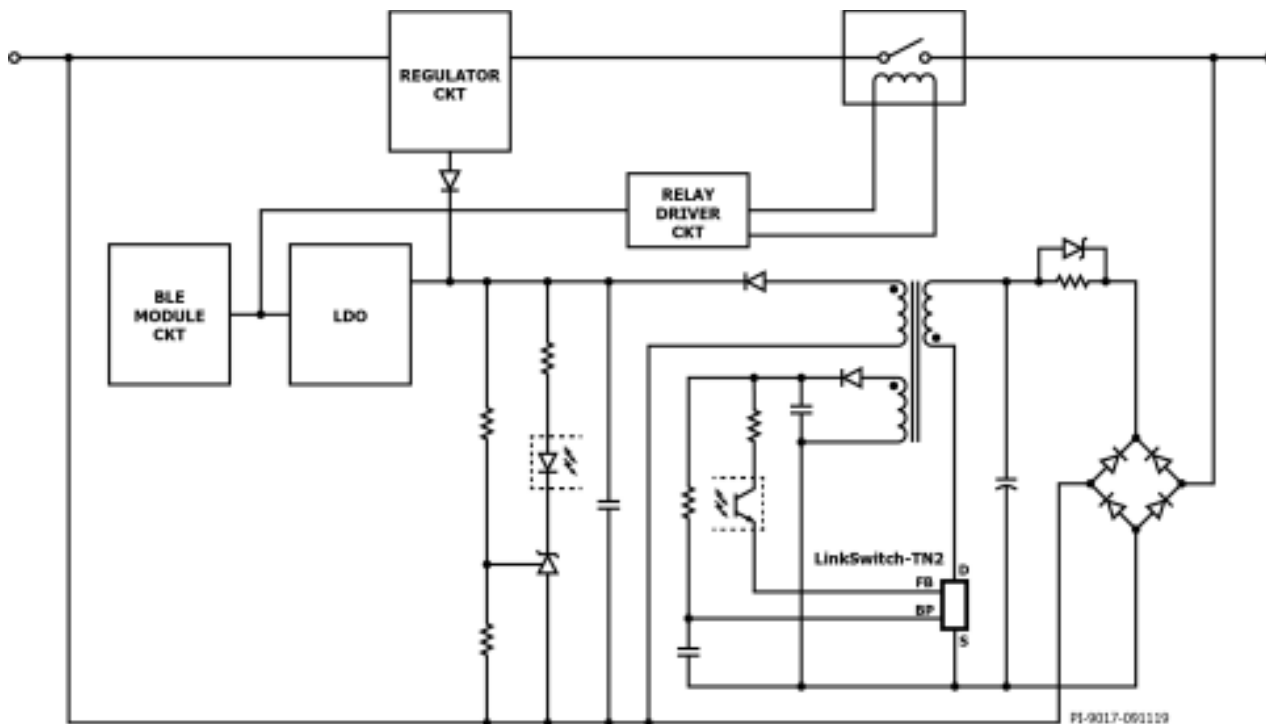 REGULATOR
CKT
RELAY
DRIVER
CKT
BLE
MODULE
CKT
LDO
LinkSwitch-TN2
D
FB
BP
S
PI-9017-091119